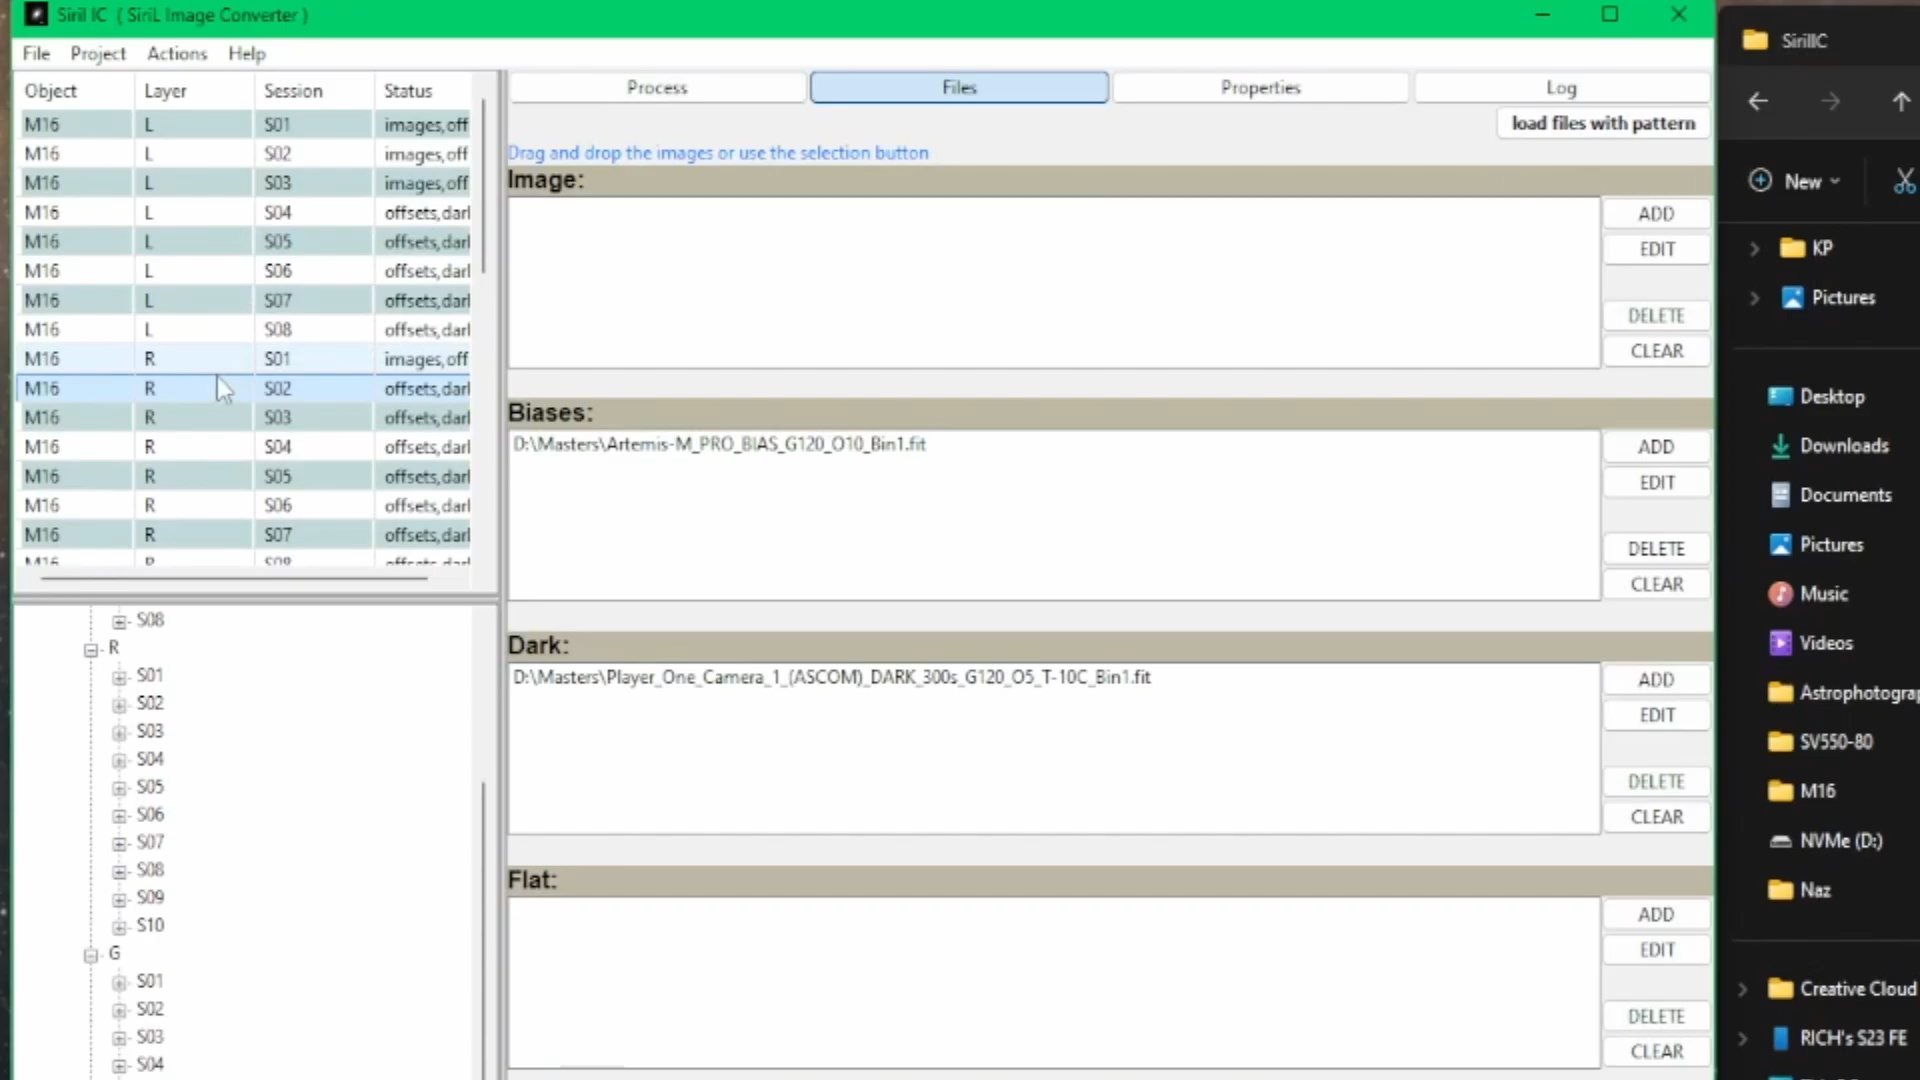 Siril IC ( SiriL Image Converter )
File Project Actions Help
Object Layer Session Status
M16 L S01 images,off
M16 L S02 images,off
M16 L S03 images,off
M16 L S04 offsets,darl
M16 L S05 offsets,darl
M16 L S06 offsets,darl
M16 L S07 offsets,darl
M16 L S08 offsets,darl
M16 R S01 images,off
M16 R S02 offsets,darl
M16 R S03 offsets,darl
M16 R S04 offsets,darl
M16 R S05 offsets,darl
M16 R S06 offsets,darl
M16 R S07 offsets,darl
S08
R
S01
S02
S03
S04
S05
S06
S07
S08
S09
S10
G
S01
S02
S03
S04
Process Files Properties Log
load files with pattern
Drag and drop the images or use the selection button
Image:
ADD
EDIT
DELETE
CLEAR
Biases:
D:\Masters\Artemis-M_PRO_BIAS_G120_O10_Bin1.fit
ADD
EDIT
DELETE
CLEAR
Dark:
D:\Masters\Player_One_Camera_1_(ASCOM)_DARK_300s_G120_O5_T-10C_Bin1.fit
ADD
EDIT
DELETE
CLEAR
Flat:
ADD
EDIT
DELETE
CLEAR
SirilIC
New
KP
Pictures
Desktop
Downloads
Documents
Pictures
Music
Videos
Astrophotograp
SV550-80
M16
NVMe (D:)
Naz
Creative Cloud
RICH's S23 FE